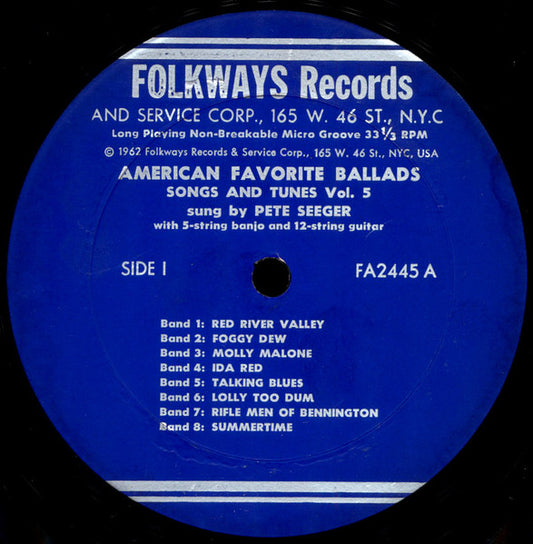 FOLKWAYS Records
AND SERVICE CORP., 165 W. 46 ST., N.Y.C
Long Playing Non-Breakable Micro Groove 33 1/3 RPM
© 1962 Folkways Records & Service Corp., 165 W. 46 St., NYC, USA
AMERICAN FAVORITE BALLADS
SONGS AND TUNES Vol. 5
sung by PETE SEEGER
with 5-string banjo and 12-string guitar
SIDE I FA2445 A
Band 1: RED RIVER VALLEY
Band 2: FOGGY DEW
Band 3: MOLLY MALONE
Band 4: IDA RED
Band 5: TALKING BLUES
Band 6: LOLLY TOO DUM
Band 7: RIFLE MEN OF BENNINGTON
Band 8: SUMMERTIME